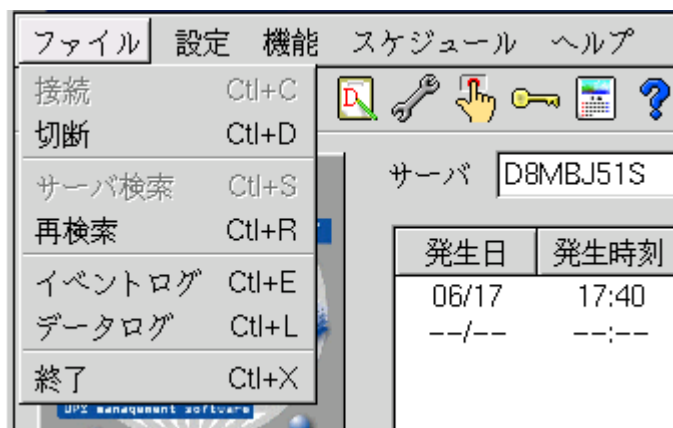 ファイル 設定 機能 スケジュール ヘルプ
接続 Ctl+C
切断 Ctl+D
サーバ検索 Ctl+S
再検索 Ctl+R
イベントログ Ctl+E
データログ Ctl+L
終了 Ctl+X
サーバ D8MBJ51S
発生日 発生時刻
06/17 17:40
--/-- --:--
UPS management software